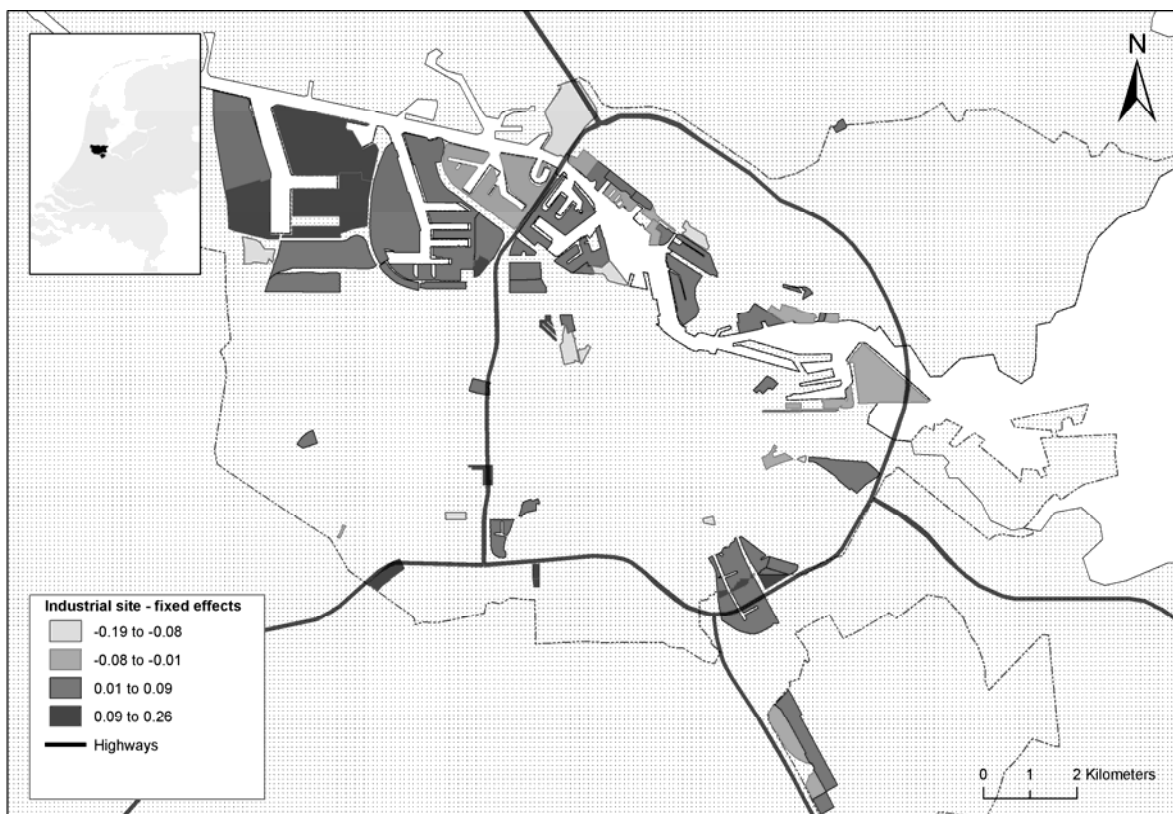 N
Industrial site - fixed effects
-0.19 to -0.08
-0.08 to -0.01
0.01 to 0.09
0.09 to 0.26
Highways
0 1 2 Kilometers